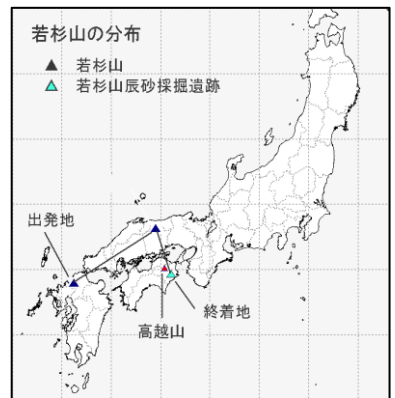 若杉山の分布
▲ 若杉山
▲ 若杉山辰砂採掘遺跡
出発地
終着地
高越山